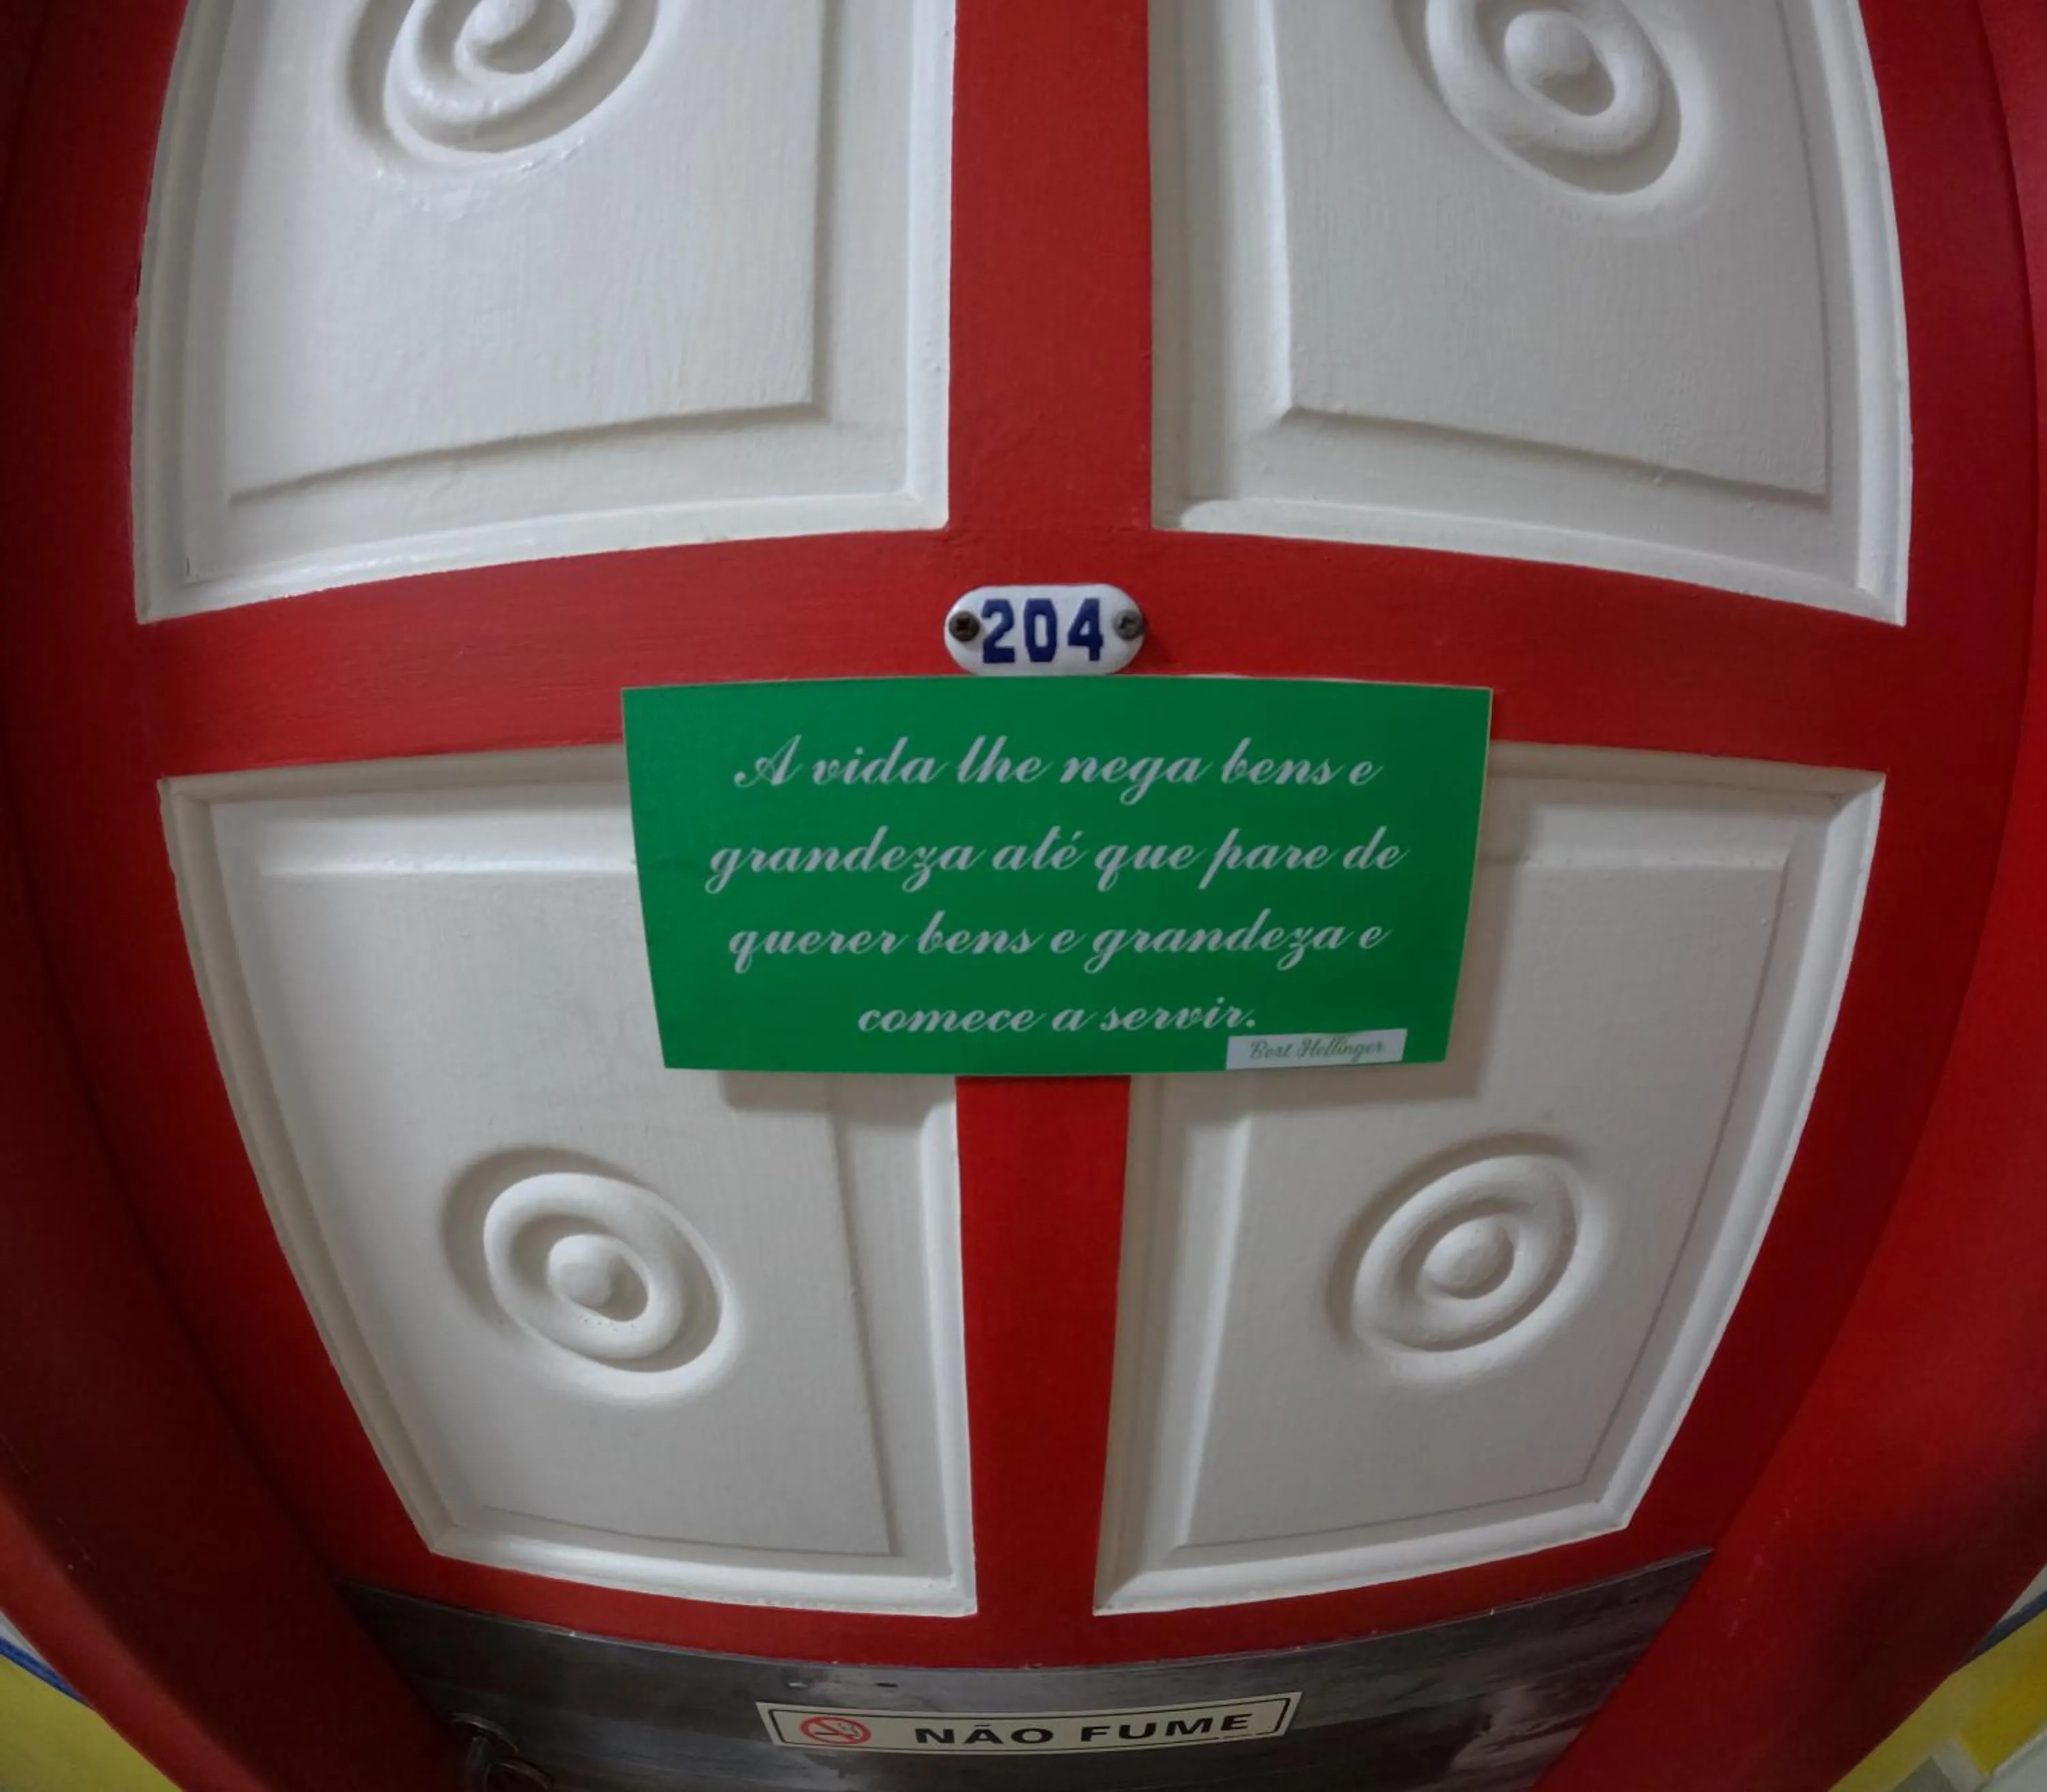 204
A vida lhe nega bens e
grandeza até que pare de
querer bens e grandeza e
comece a servir.
Bert Hellinger
NÃO FUME